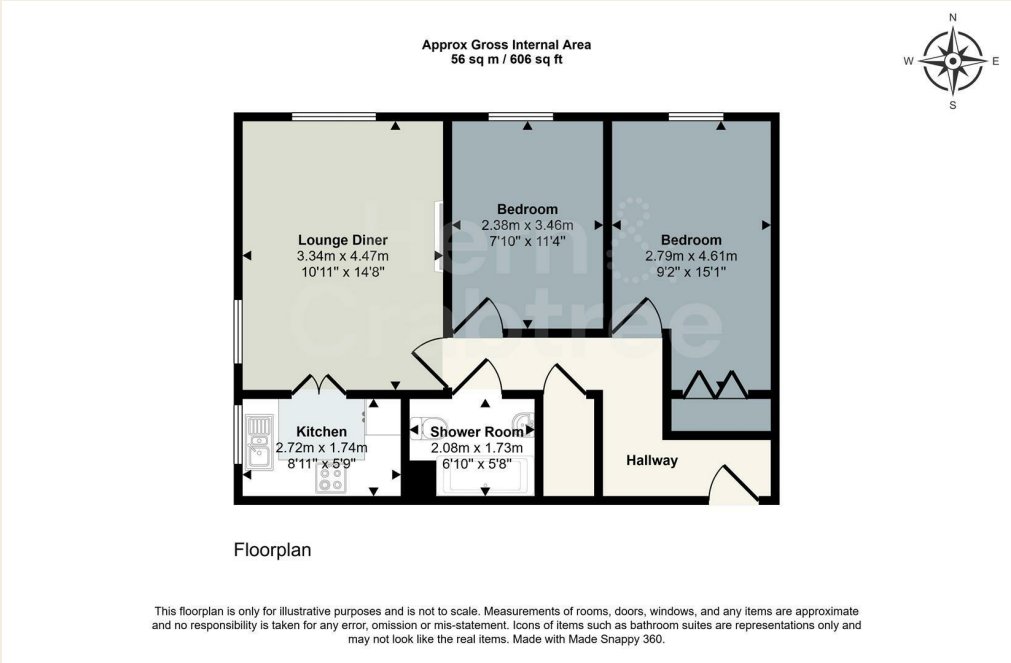 Approx Gross Internal Area
56 sq m / 606 sq ft
N
W
E
S
Hern &
Crabtree
Lounge Diner
3.34m x 4.47m
10'11" x 14'8"
Bedroom
2.38m x 3.46m
7'10" x 11'4"
Bedroom
2.79m x 4.61m
9'2" x 15'1"
Kitchen
2.72m x 1.74m
8'11" x 5'9"
Shower Room
2.08m x 1.73m
6'10" x 5'8"
Hallway
Floorplan
This floorplan is only for illustrative purposes and is not to scale. Measurements of rooms, doors, windows, and any items are approximate
and no responsibility is taken for any error, omission or mis-statement. Icons of items such as bathroom suites are representations only and
may not look like the real items. Made with Made Snappy 360.